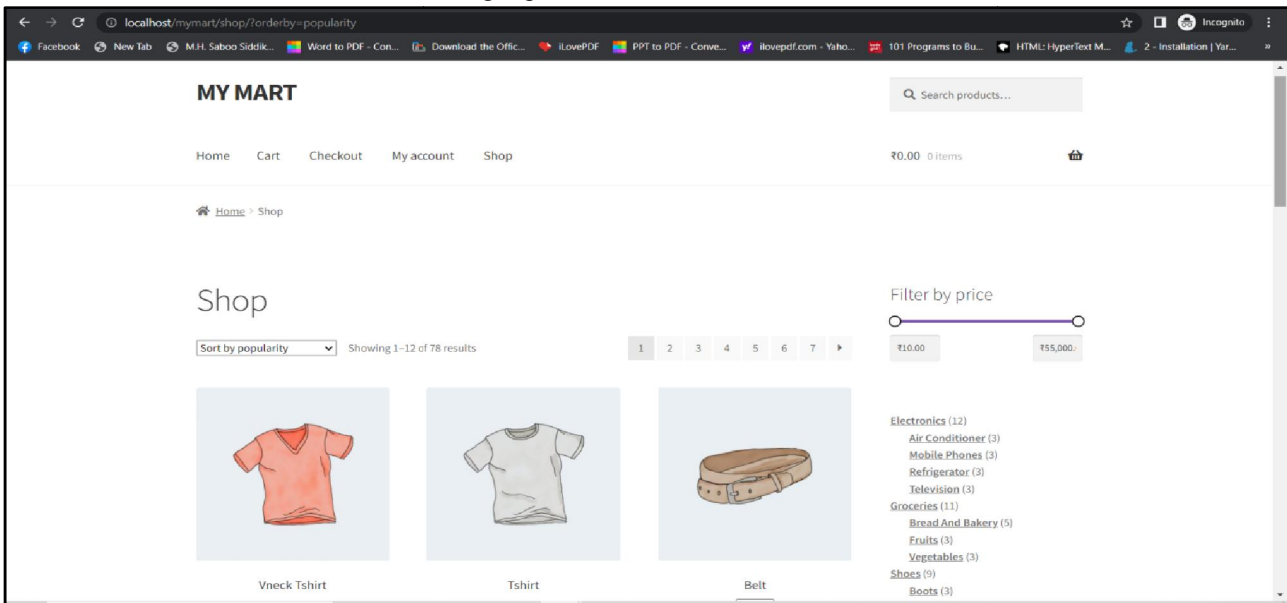 localhost/mymart/shop/?orderby=popularity
Incognito
Facebook New Tab M.H. Saboo Siddik... Word to PDF - Con... Download the Offic... iLovePDF PPT to PDF - Conve... ilovepdf.com - Yaho... 101 Programs to Bu... HTML: HyperText M... 2 - Installation | Yar... »
MY MART
Search products...
Home Cart Checkout My account Shop
₹0.00 0 items
Home > Shop
Shop
Filter by price
Sort by popularity Showing 1–12 of 78 results 1 2 3 4 5 6 7
₹10.00 ₹55,000.
Electronics (12)
Air Conditioner (3)
Mobile Phones (3)
Refrigerator (3)
Television (3)
Groceries (11)
Bread And Bakery (5)
Fruits (3)
Vegetables (3)
Shoes (9)
Boots (3)
Vneck Tshirt Tshirt Belt